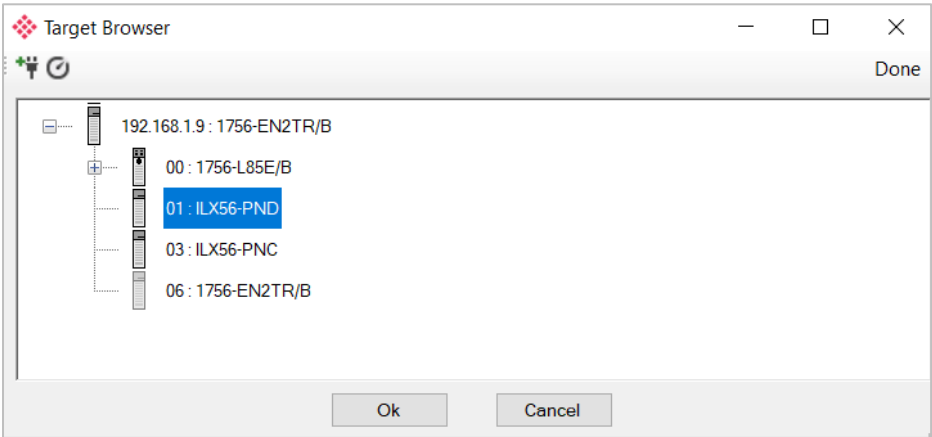 Target Browser
Done
192.168.1.9 : 1756-EN2TR/B
00 : 1756-L85E/B
01 : ILX56-PND
03 : ILX56-PNC
06 : 1756-EN2TR/B
Ok Cancel